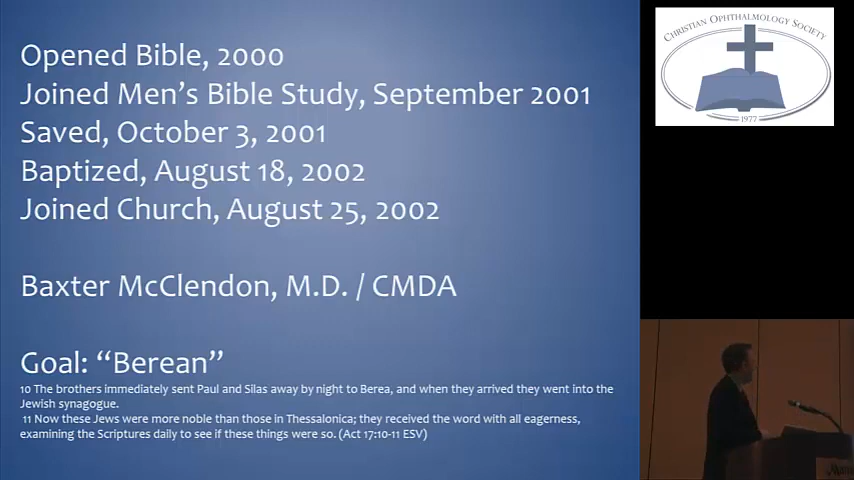 Opened Bible, 2000
Joined Men's Bible Study, September 2001
Saved, October 3, 2001
Baptized, August 18, 2002
Joined Church, August 25, 2002
Baxter McClendon, M.D. / CMDA
Goal: “Berean”
10 The brothers immediately sent Paul and Silas away by night to Berea, and when they arrived they went into the
Jewish synagogue.
11 Now these Jews were more noble than those in Thessalonica; they received the word with all eagerness,
examining the Scriptures daily to see if these things were so. (Act 17:10-11 ESV)
CHRISTIAN OPHTHALMOLOGY SOCIETY
1977